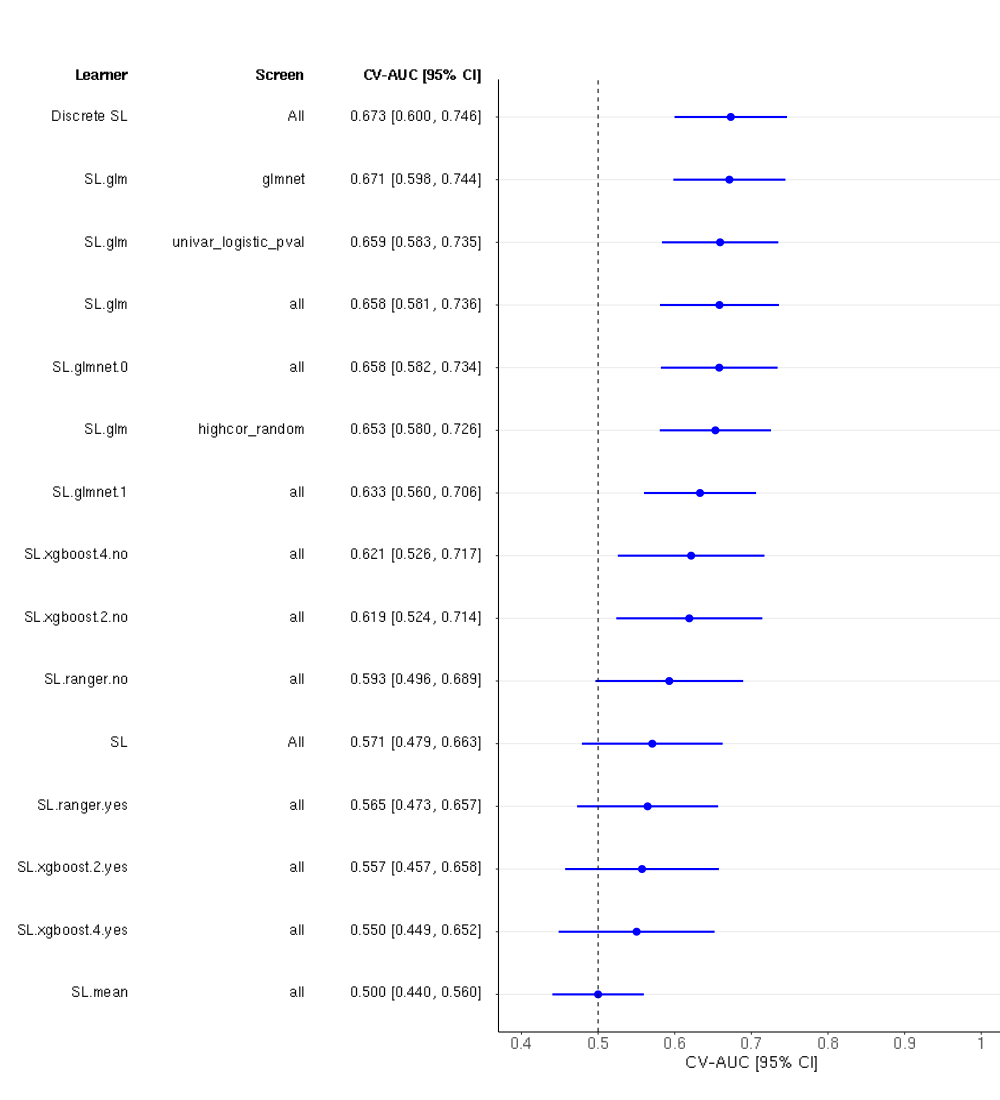 Learner Screen CV-AUC [95% CI]
Discrete SL All 0.673 [0.600, 0.746]
SL.glm glmnet 0.671 [0.598, 0.744]
SL.glm univar_logistic_pval 0.659 [0.583, 0.735]
SL.glm all 0.658 [0.581, 0.736]
SL.glmnet.0 all 0.658 [0.582, 0.734]
SL.glm highcor_random 0.653 [0.580, 0.726]
SL.glmnet.1 all 0.633 [0.560, 0.706]
SL.xgboost.4.no all 0.621 [0.526, 0.717]
SL.xgboost.2.no all 0.619 [0.524, 0.714]
SL.ranger.no all 0.593 [0.496, 0.689]
SL All 0.571 [0.479, 0.663]
SL.ranger.yes all 0.565 [0.473, 0.657]
SL.xgboost.2.yes all 0.557 [0.457, 0.658]
SL.xgboost.4.yes all 0.550 [0.449, 0.652]
SL.mean all 0.500 [0.440, 0.560]
0.4 0.5 0.6 0.7 0.8 0.9 1
CV-AUC [95% CI]